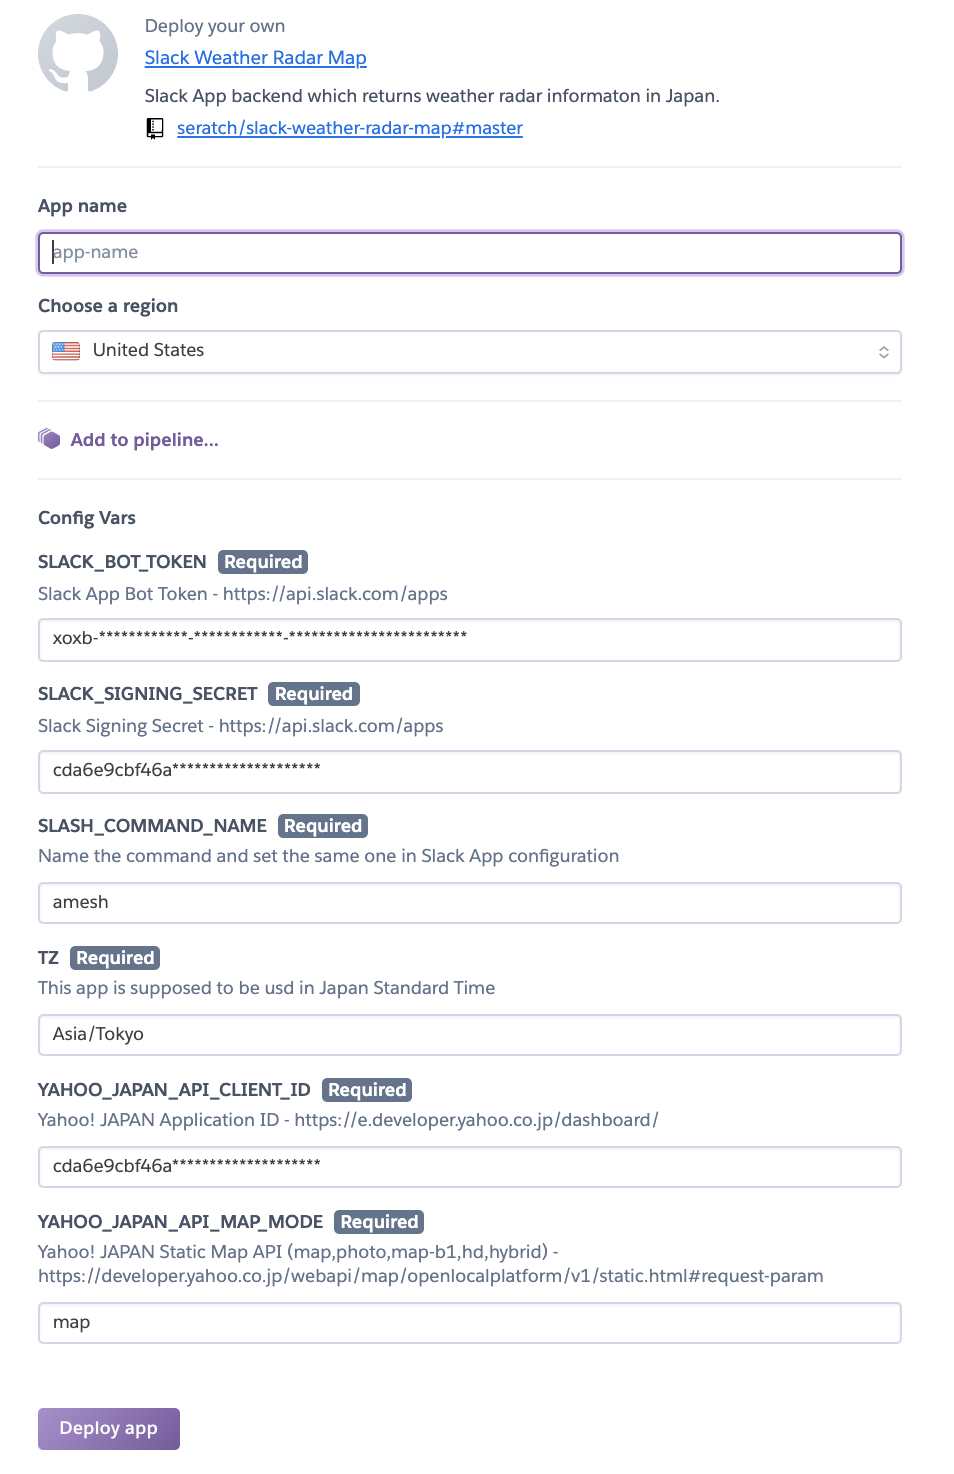 Deploy your own
Slack Weather Radar Map
Slack App backend which returns weather radar informaton in Japan.
seratch/slack-weather-radar-map#master
App name
app-name
Choose a region
United States
Add to pipeline...
Config Vars
SLACK_BOT_TOKEN Required
Slack App Bot Token - https://api.slack.com/apps
xoxb-************-************-************************
SLACK_SIGNING_SECRET Required
Slack Signing Secret - https://api.slack.com/apps
cda6e9cbf46a********************
SLASH_COMMAND_NAME Required
Name the command and set the same one in Slack App configuration
amesh
TZ Required
This app is supposed to be usd in Japan Standard Time
Asia/Tokyo
YAHOO_JAPAN_API_CLIENT_ID Required
Yahoo! JAPAN Application ID - https://e.developer.yahoo.co.jp/dashboard/
cda6e9cbf46a********************
YAHOO_JAPAN_API_MAP_MODE Required
Yahoo! JAPAN Static Map API (map,photo,map-b1,hd,hybrid) -
https://developer.yahoo.co.jp/webapi/map/openlocalplatform/v1/static.html#request-param
map
Deploy app